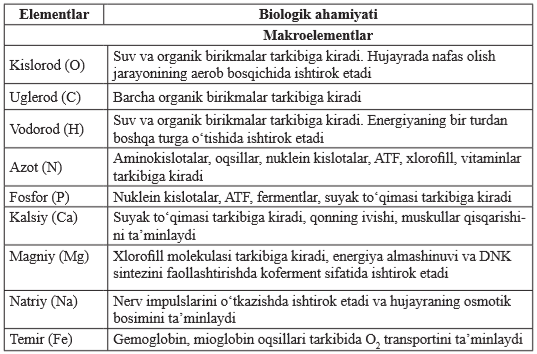 Elementlar Biologik ahamiyati
Makroelementlar
Kislorod (O) Suv va organik birikmalar tarkibiga kiradi. Hujayrada nafas olish
jarayonining aerob bosqichida ishtirok etadi
Uglerod (C) Barcha organik birikmalar tarkibiga kiradi
Vodorod (H) Suv va organik birikmalar tarkibiga kiradi. Energiyaning bir turdan
boshqa turga o‘tishida ishtirok etadi
Azot (N) Aminokislotalar, oqsillar, nuklein kislotalar, ATF, xlorofill, vitaminlar
tarkibiga kiradi
Fosfor (P) Nuklein kislotalar, ATF, fermentlar, suyak to‘qimasi tarkibiga kiradi
Kalsiy (Ca) Suyak to‘qimasi tarkibiga kiradi, qonning ivishi, muskullar qisqarishi-
ni ta’minlaydi
Magniy (Mg) Xlorofill molekulasi tarkibiga kiradi, energiya almashinuvi va DNK
sintezini faollashtirishda koferment sifatida ishtirok etadi
Natriy (Na) Nerv impulslarini o‘tkazishda ishtirok etadi va hujayraning osmotik
bosimini ta’minlaydi
Temir (Fe) Gemoglobin, mioglobin oqsillari tarkibida O₂ transportini ta’minlaydi